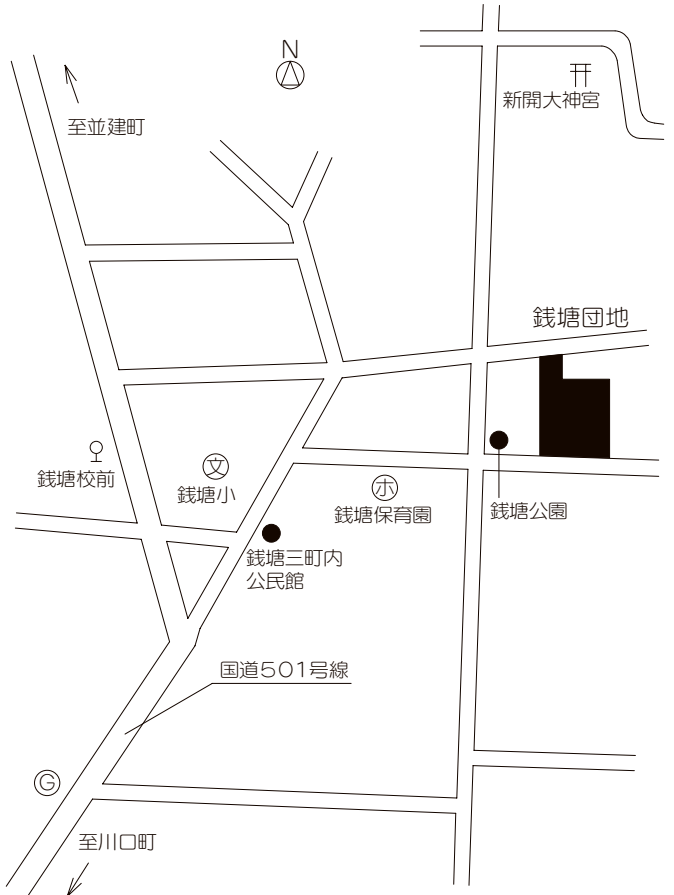 N
新開大神宮
至並建町
銭塘団地
銭塘校前
文
銭塘小
ホ
銭塘保育園
銭塘公園
銭塘三町内
公民館
国道501号線
G
至川口町